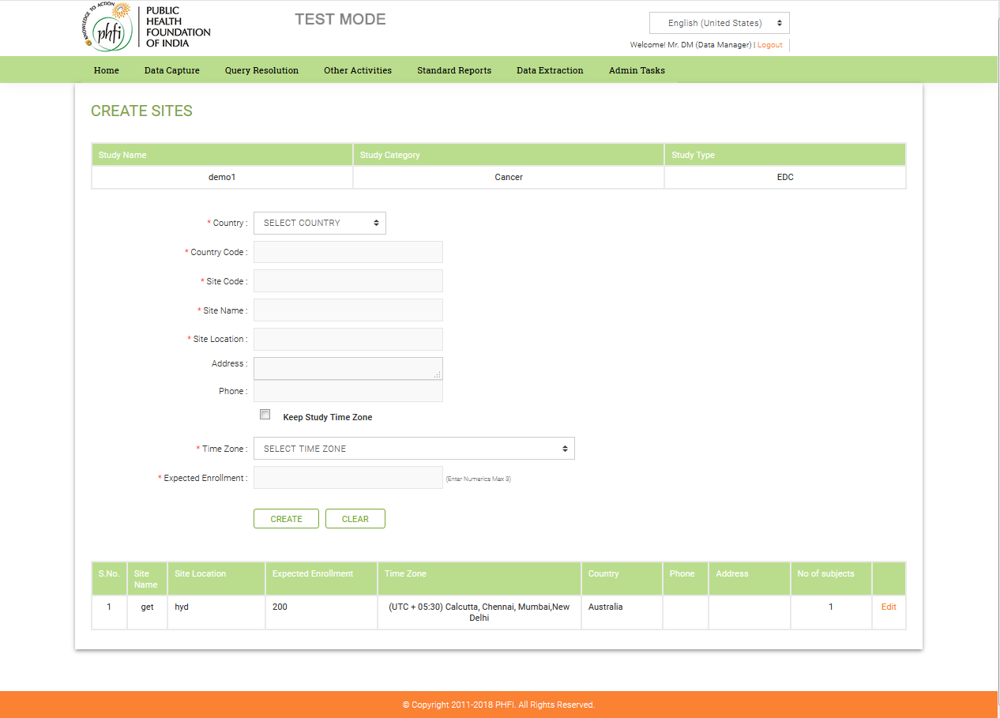 KNOWLEDGE TO ACTION
phfi
PUBLIC
HEALTH
FOUNDATION
OF INDIA
TEST MODE
English (United States)
Welcome! Mr. DM (Data Manager) | Logout
Home Data Capture Query Resolution Other Activities Standard Reports Data Extraction Admin Tasks
CREATE SITES
Study Name Study Category Study Type
demo1 Cancer EDC
* Country : SELECT COUNTRY
* Country Code :
* Site Code :
* Site Name :
* Site Location :
Address :
Phone :
Keep Study Time Zone
* Time Zone : SELECT TIME ZONE
* Expected Enrollment : (Enter Numerics Max 3)
CREATE CLEAR
S.No. Site Name Site Location Expected Enrollment Time Zone Country Phone Address No of subjects
1 get hyd 200 (UTC + 05:30) Calcutta, Chennai, Mumbai,New Delhi Australia 1 Edit
© Copyright 2011-2018 PHFI. All Rights Reserved.